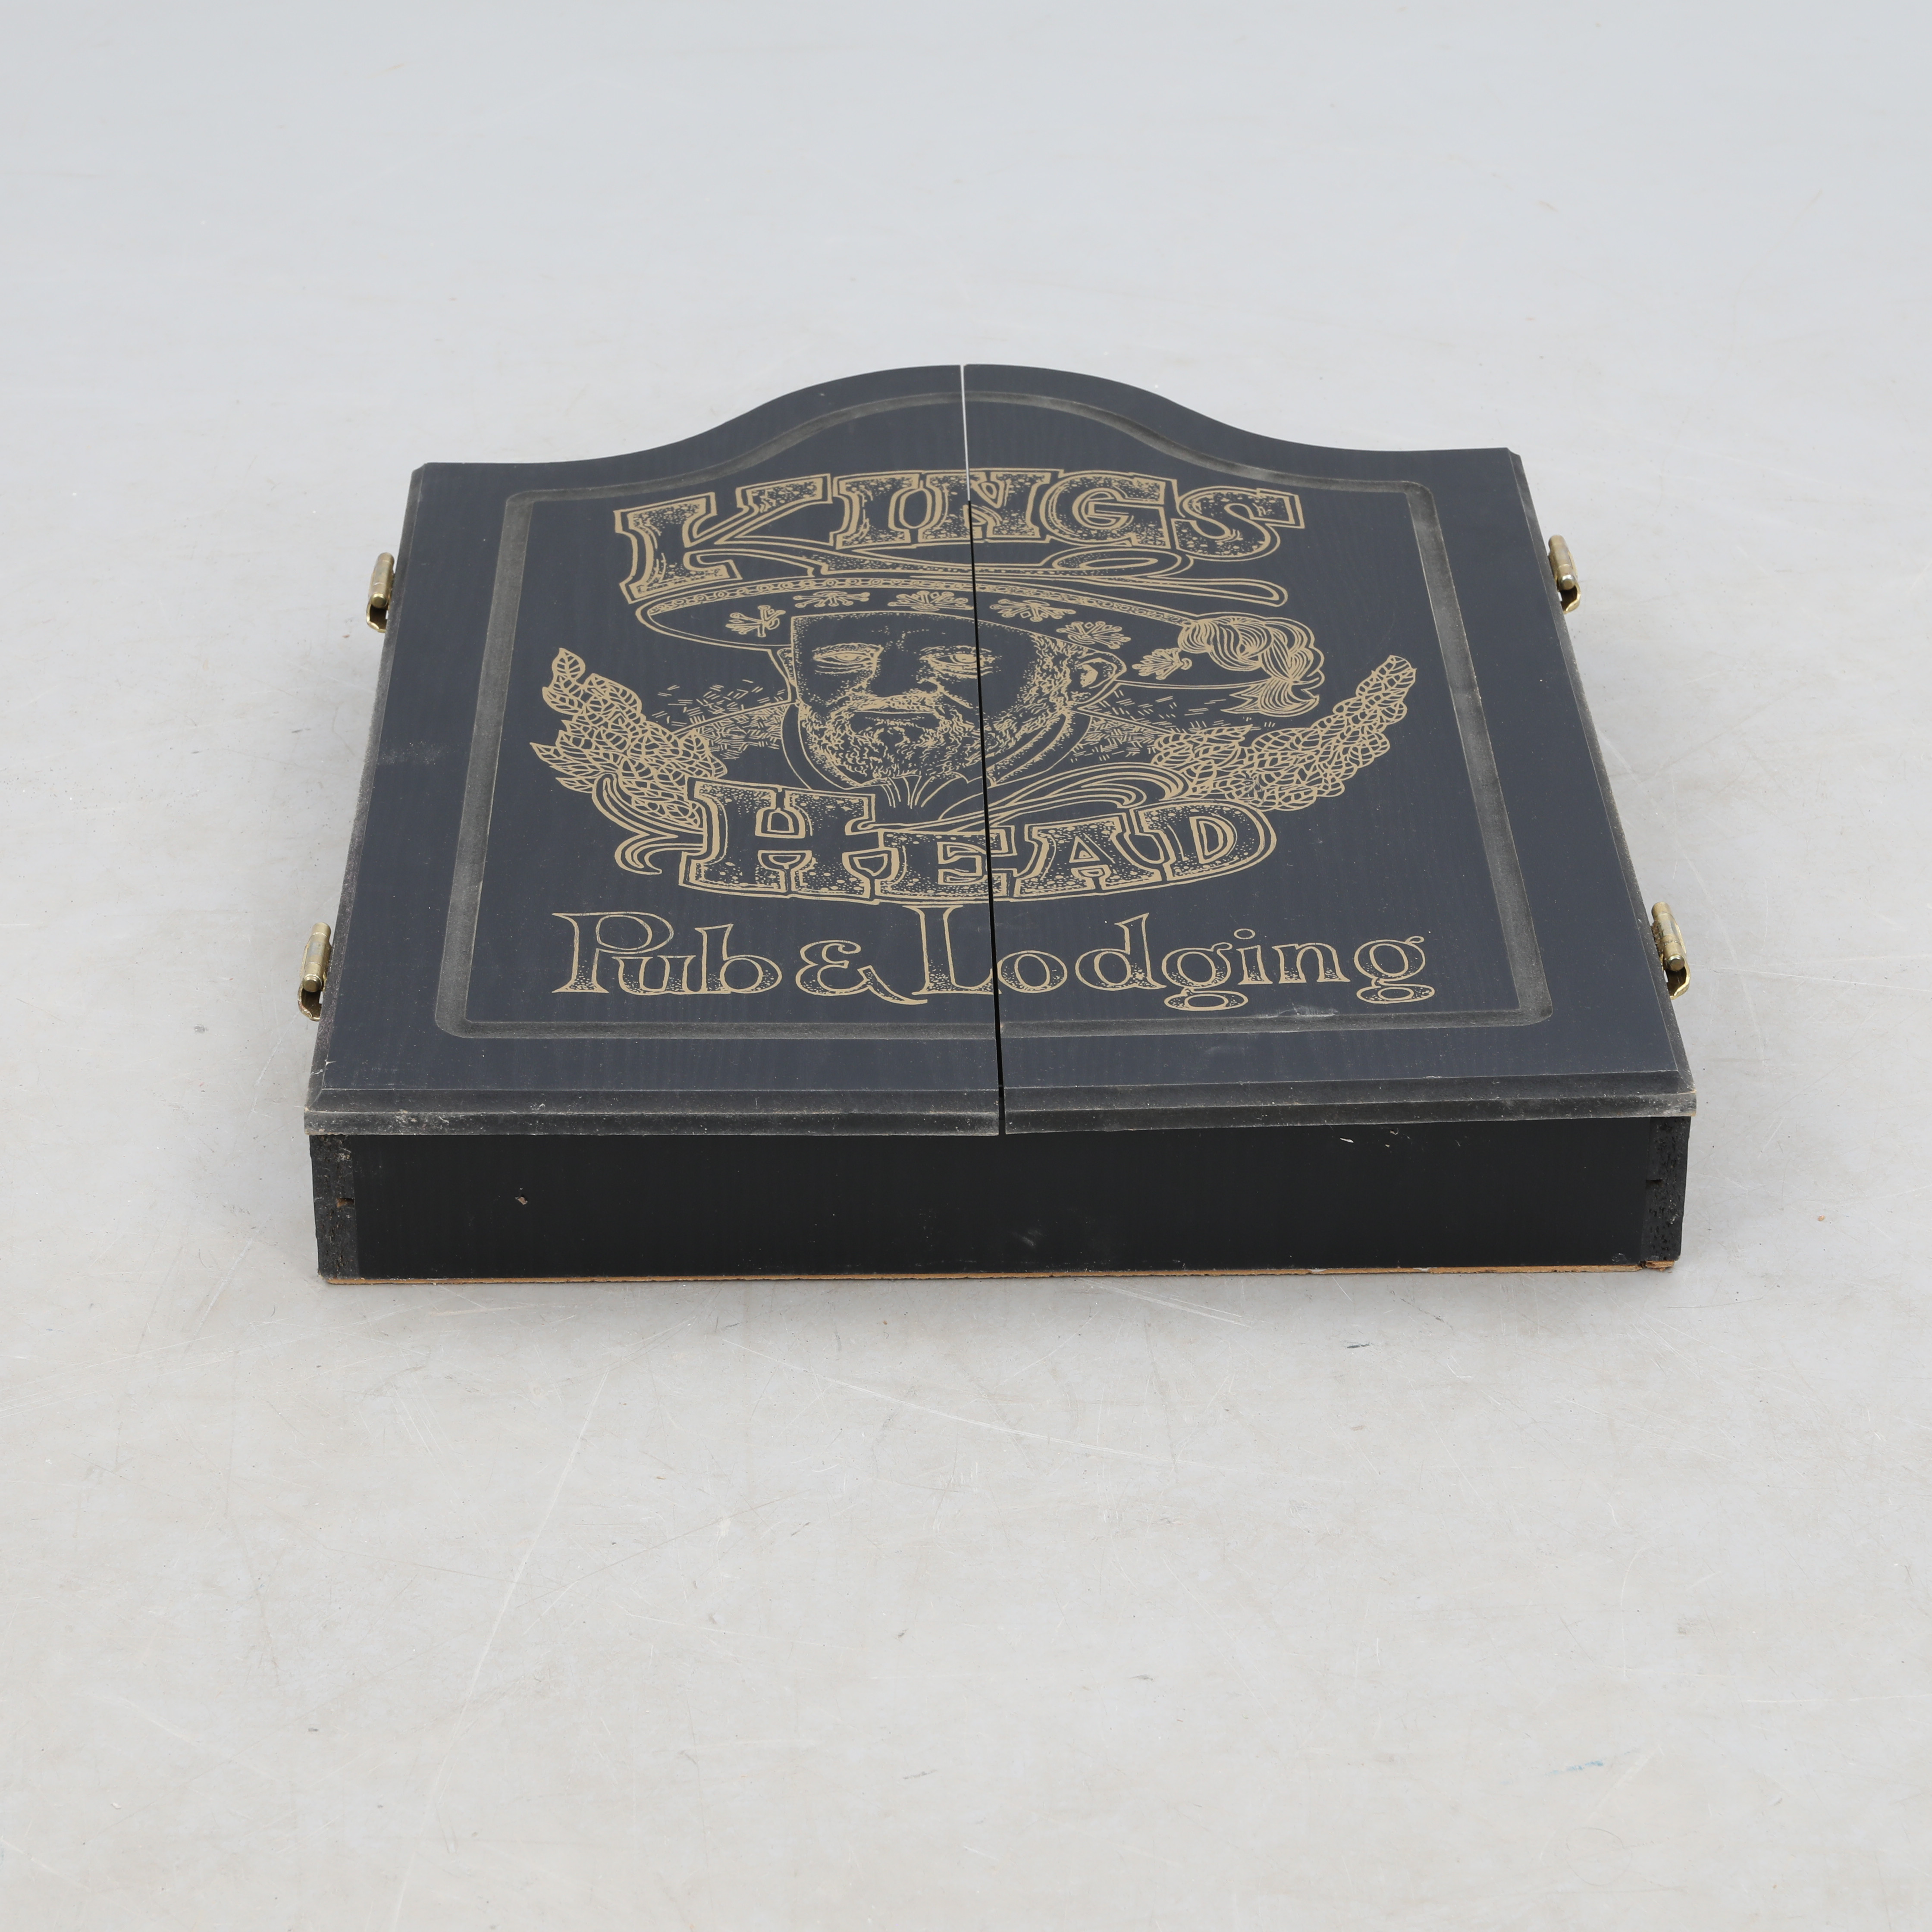 KINGS
HEAD
Pub & Lodging